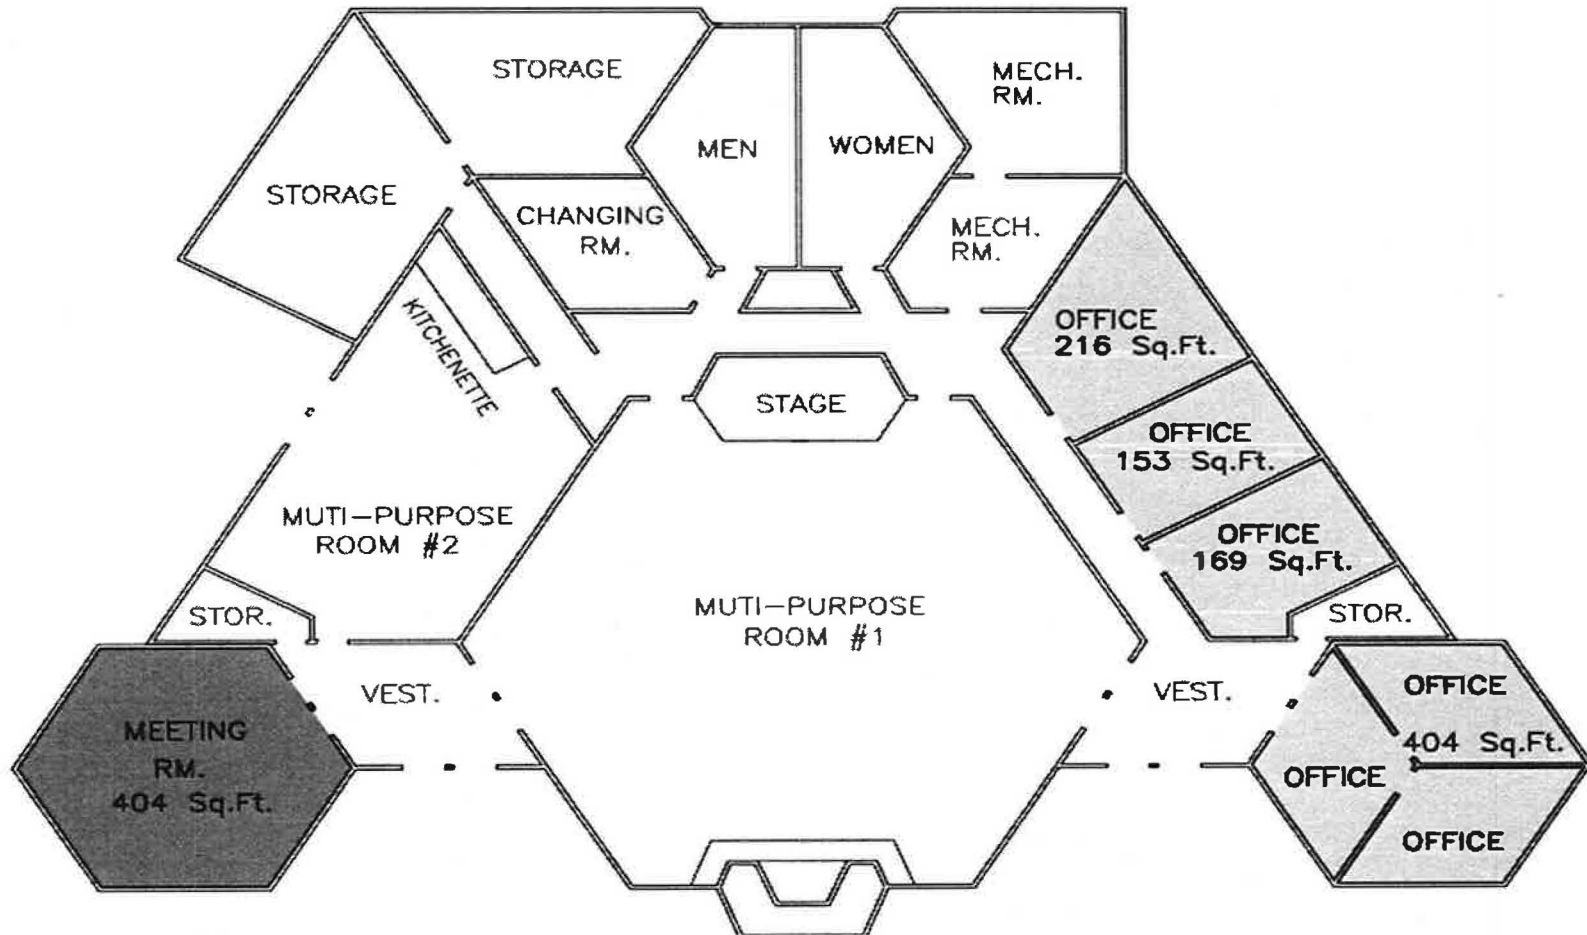 STORAGE
MECH.
RM.
MEN
WOMEN
STORAGE
CHANGING
RM.
MECH.
RM.
KITCHENETTE
OFFICE
216 Sq.Ft.
STAGE
OFFICE
153 Sq.Ft.
MUTI-PURPOSE
ROOM #2
OFFICE
169 Sq.Ft.
STOR.
MUTI-PURPOSE
ROOM #1
STOR.
VEST.
VEST.
OFFICE
MEETING
RM.
404 Sq.Ft.
404 Sq.Ft.
OFFICE
OFFICE